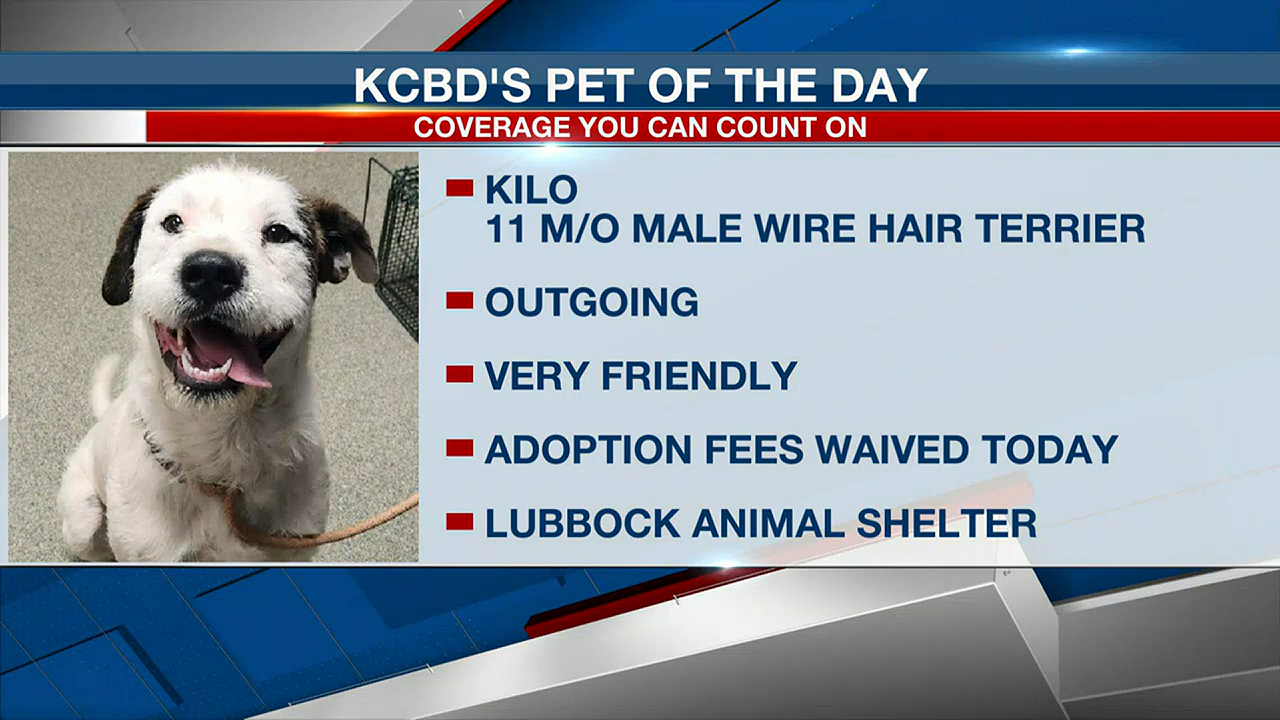 KCBD'S PET OF THE DAY
COVERAGE YOU CAN COUNT ON
KILO
11 M/O MALE WIRE HAIR TERRIER
OUTGOING
VERY FRIENDLY
ADOPTION FEES WAIVED TODAY
LUBBOCK ANIMAL SHELTER